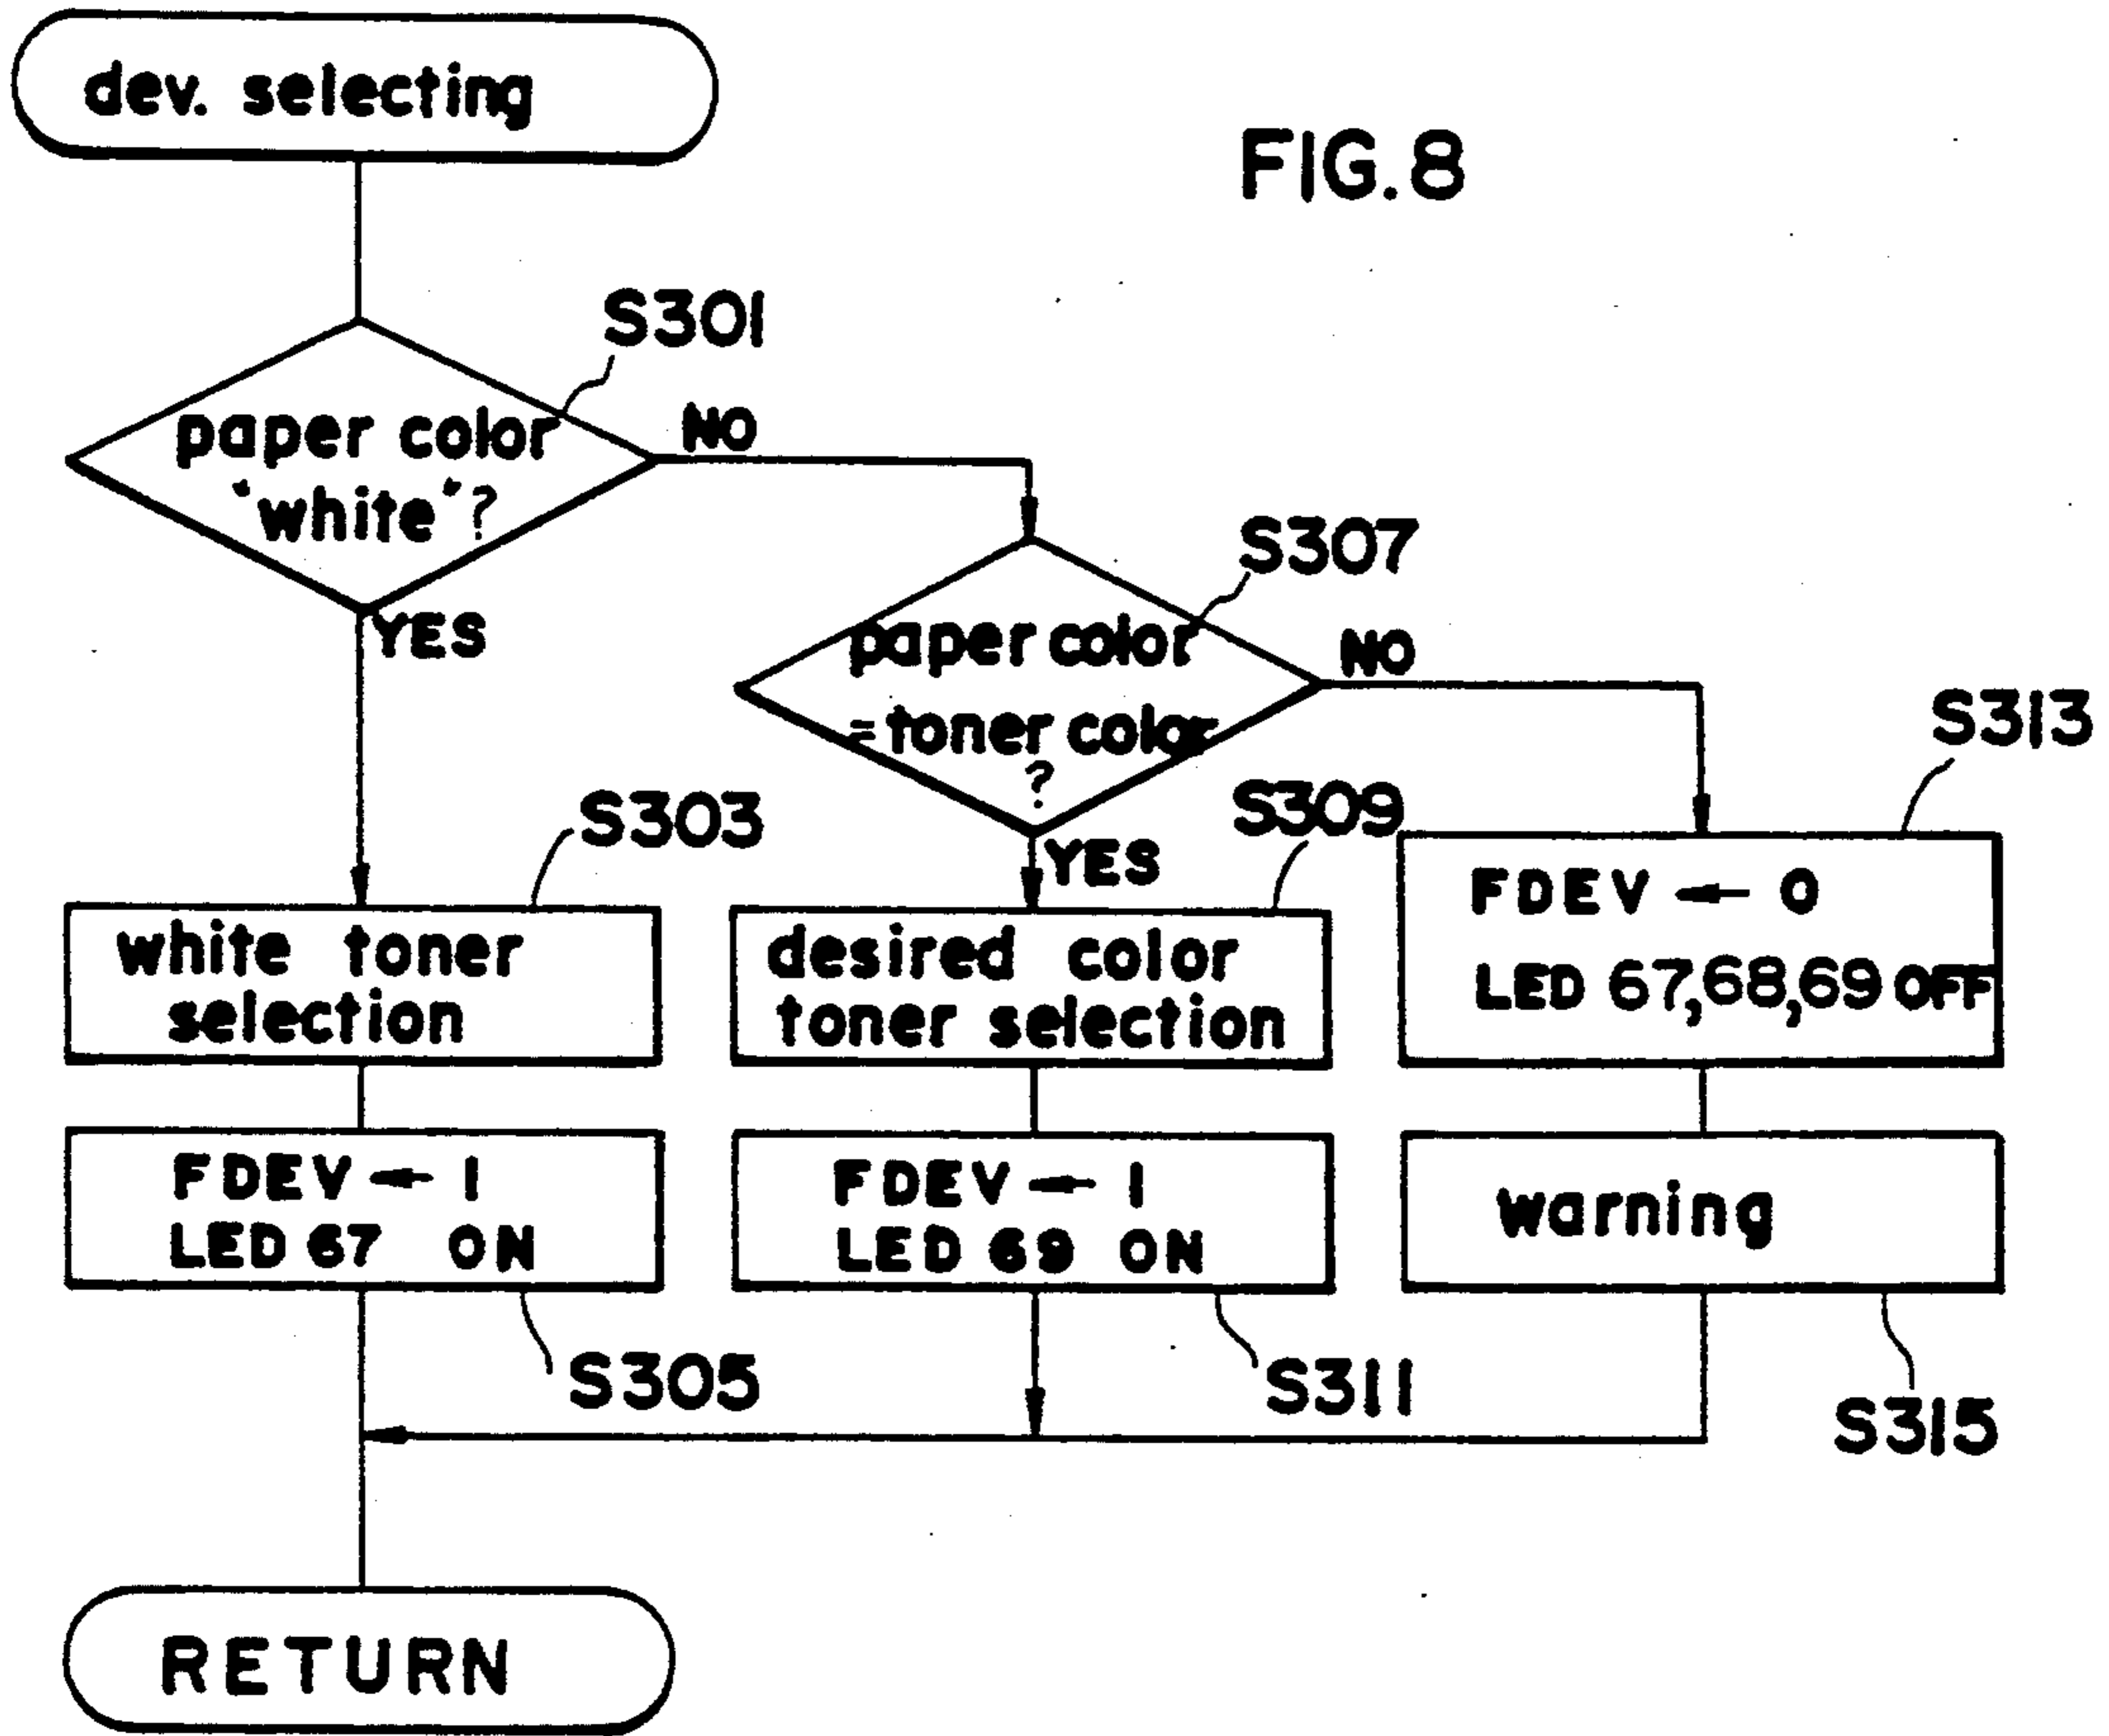 dev. selecting
FIG.8
S301
paper color
"white"?
NO
YES
S307
paper color
=toner color
?
NO
YES
S313
S303
S309
white toner
selection
desired color
toner selection
FDEV ← 0
LED 67,68,69 OFF
FDEV ← 1
LED 67 ON
FDEV ← 1
LED 69 ON
warning
S305
S311
S315
RETURN